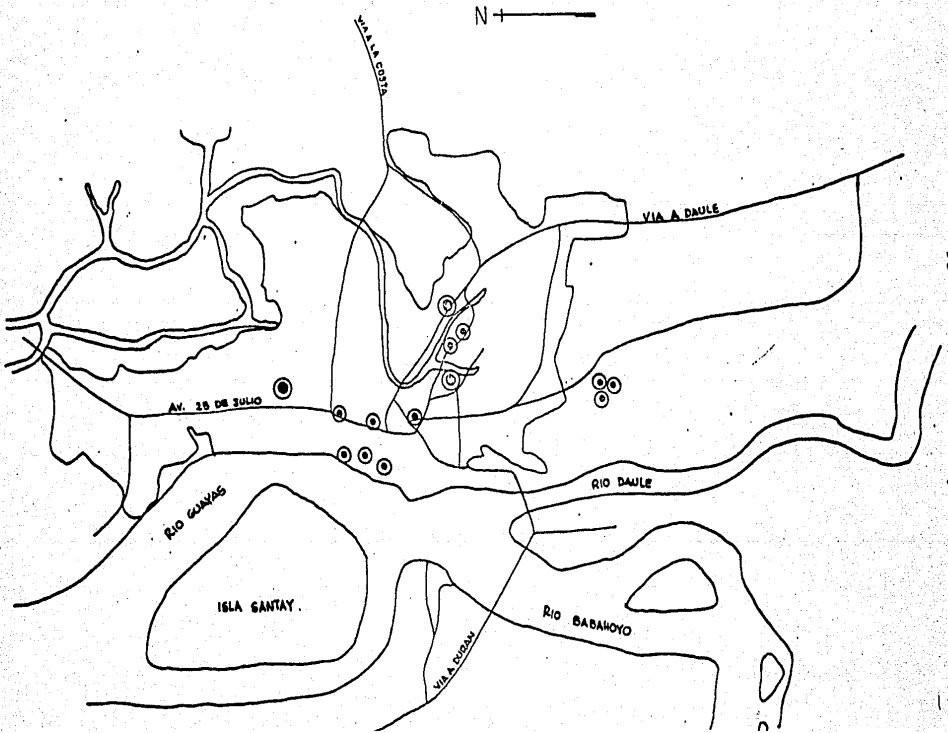 N
VIA A LA COSTA
VIA A DAULE
AV. 25 DE JULIO
RIO DAULE
RIO GUAYAS
ISLA SANTAY.
RIO BABAHOYO
VIA A DURAN